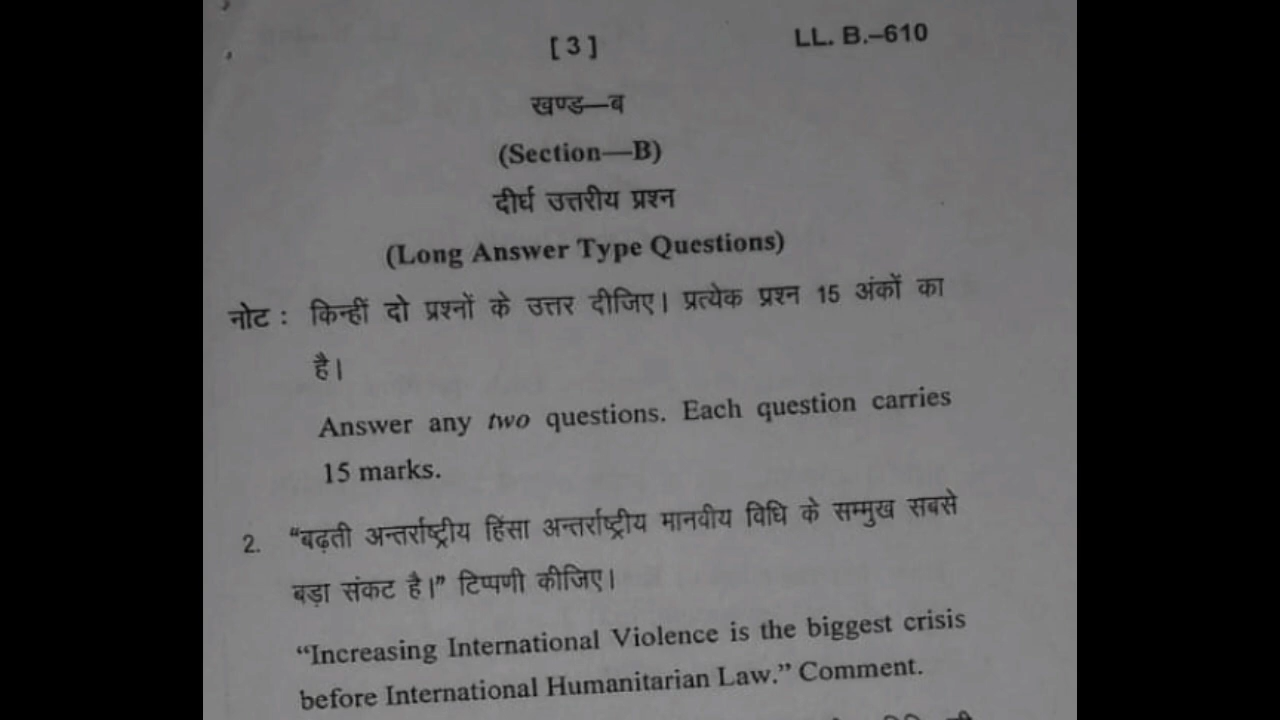 [ 3 ]
LL. B.–610
खण्ड—ब
(Section—B)
दीर्घ उत्तरीय प्रश्न
(Long Answer Type Questions)
नोट : किन्हीं दो प्रश्नों के उत्तर दीजिए। प्रत्येक प्रश्न 15 अंकों का
है।
Answer any two questions. Each question carries
15 marks.
2. “बढ़ती अन्तर्राष्ट्रीय हिंसा अन्तर्राष्ट्रीय मानवीय विधि के सम्मुख सबसे
बड़ा संकट है।” टिप्पणी कीजिए।
“Increasing International Violence is the biggest crisis
before International Humanitarian Law.” Comment.